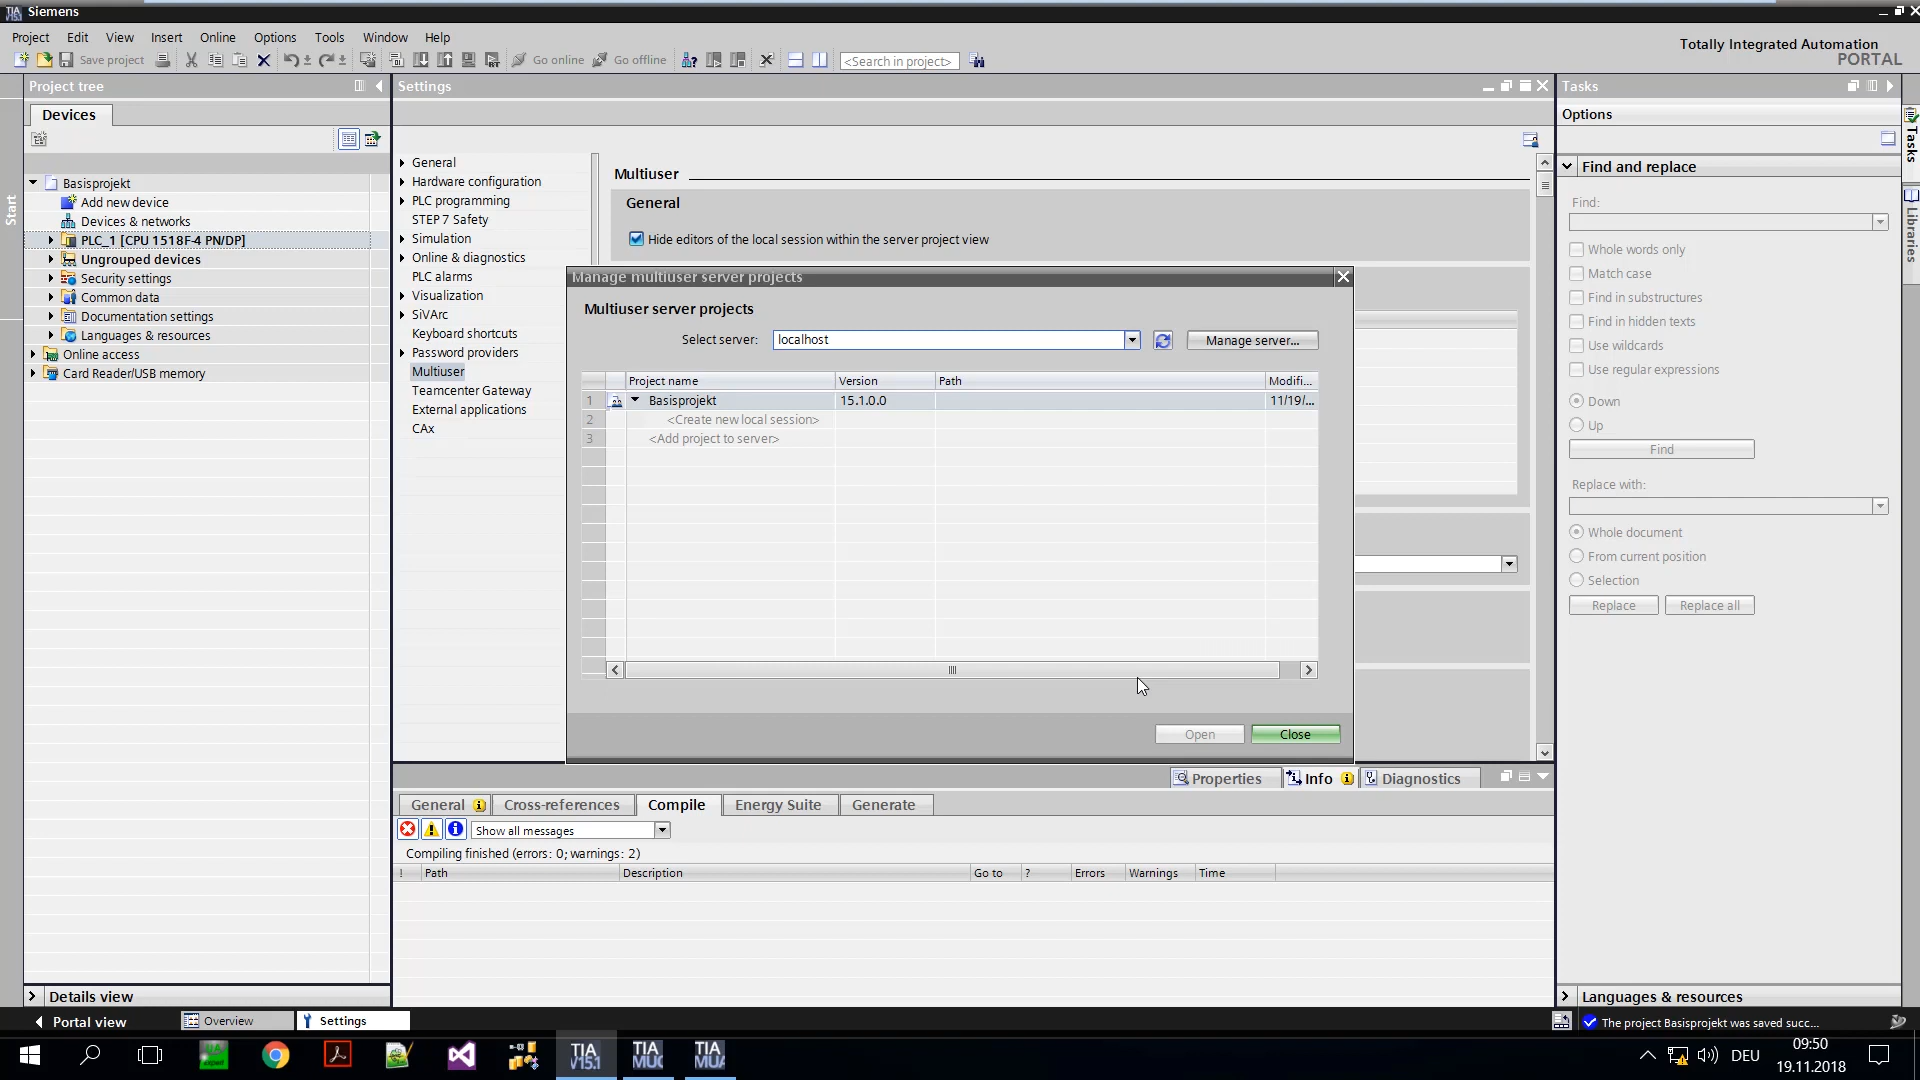 Siemens
Project Edit View Insert Online Options Tools Window Help
Totally Integrated Automation
PORTAL
Save project Go online Go offline <Search in project>
Project tree
Devices
Start
Basisprojekt
Add new device
Devices & networks
PLC_1 [CPU 1518F-4 PN/DP]
Ungrouped devices
Security settings
Common data
Documentation settings
Languages & resources
Online access
Card Reader/USB memory
Details view
Settings
General
Hardware configuration
PLC programming
STEP 7 Safety
Simulation
Online & diagnostics
PLC alarms
Visualization
SiVArc
Keyboard shortcuts
Password providers
Multiuser
Teamcenter Gateway
External applications
CAx
Multiuser
General
Hide editors of the local session within the server project view
Manage multiuser server projects
Multiuser server projects
Select server: localhost Manage server...
Project name Version Path Modifi...
1 Basisprojekt 15.1.0.0 11/19/...
2 <Create new local session>
3 <Add project to server>
Open Close
Properties Info Diagnostics
General Cross-references Compile Energy Suite Generate
Show all messages
Compiling finished (errors: 0; warnings: 2)
! Path Description Go to ? Errors Warnings Time
Tasks
Options
Find and replace
Find:
Whole words only
Match case
Find in substructures
Find in hidden texts
Use wildcards
Use regular expressions
Down
Up
Find
Replace with:
Whole document
From current position
Selection
Replace Replace all
Languages & resources
Tasks
Libraries
Portal view Overview Settings
The project Basisprojekt was saved succ...
TIA V15.1
TIA MUC
TIA MUA
DEU
09:50
19.11.2018